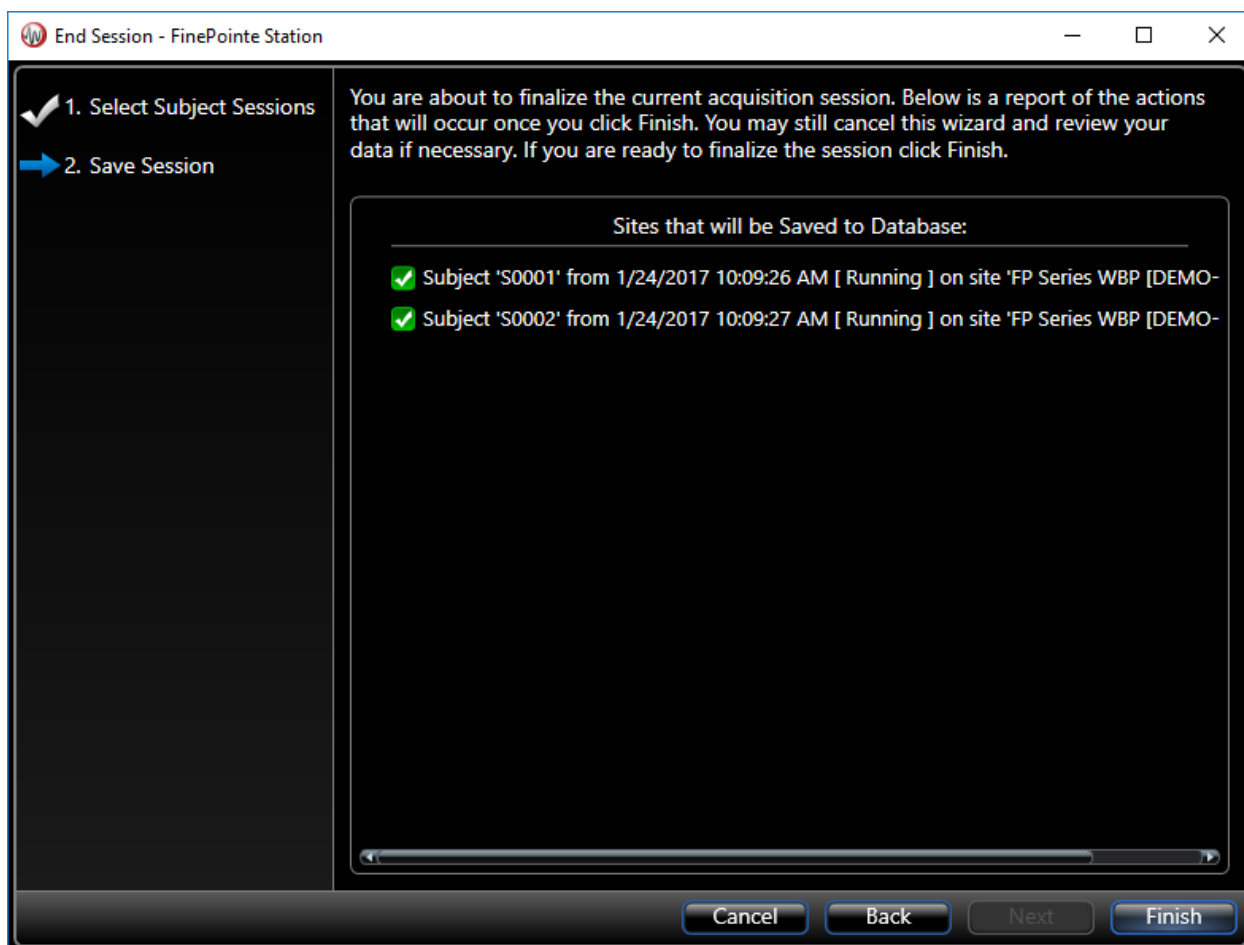 End Session - FinePointe Station
1. Select Subject Sessions
2. Save Session
You are about to finalize the current acquisition session. Below is a report of the actions
that will occur once you click Finish. You may still cancel this wizard and review your
data if necessary. If you are ready to finalize the session click Finish.
Sites that will be Saved to Database:
Subject 'S0001' from 1/24/2017 10:09:26 AM [ Running ] on site 'FP Series WBP [DEMO-
Subject 'S0002' from 1/24/2017 10:09:27 AM [ Running ] on site 'FP Series WBP [DEMO-
Cancel Back Next Finish